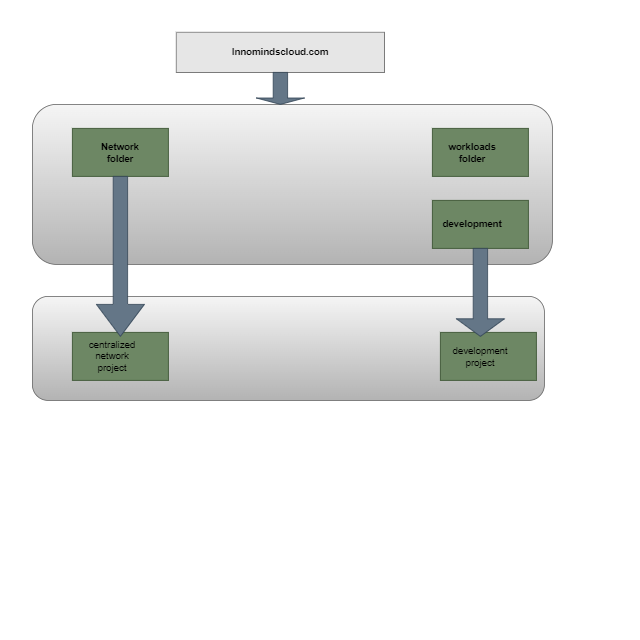 Innomindscloud.com
Network
folder
workloads
folder
development
centralized
network
project
development
project